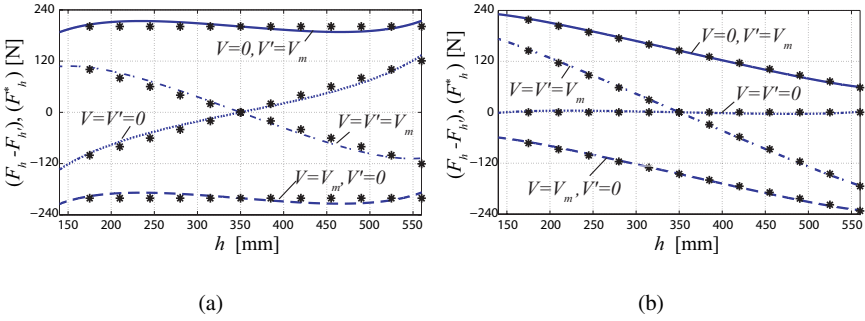 (F_h -F_h'), (F*_h) [N]
240
120
0
−120
−240
V=0,V'=V_m
V=V'=0
V=V'=V_m
V=V_m,V'=0
150 200 250 300 350 400 450 500 550
h [mm]
(a)
(F_h -F_h'), (F*_h) [N]
240
120
0
−120
−240
V=0,V'=V_m
V=V'=V_m
V=V'=0
V=V_m,V'=0
150 200 250 300 350 400 450 500 550
h [mm]
(b)